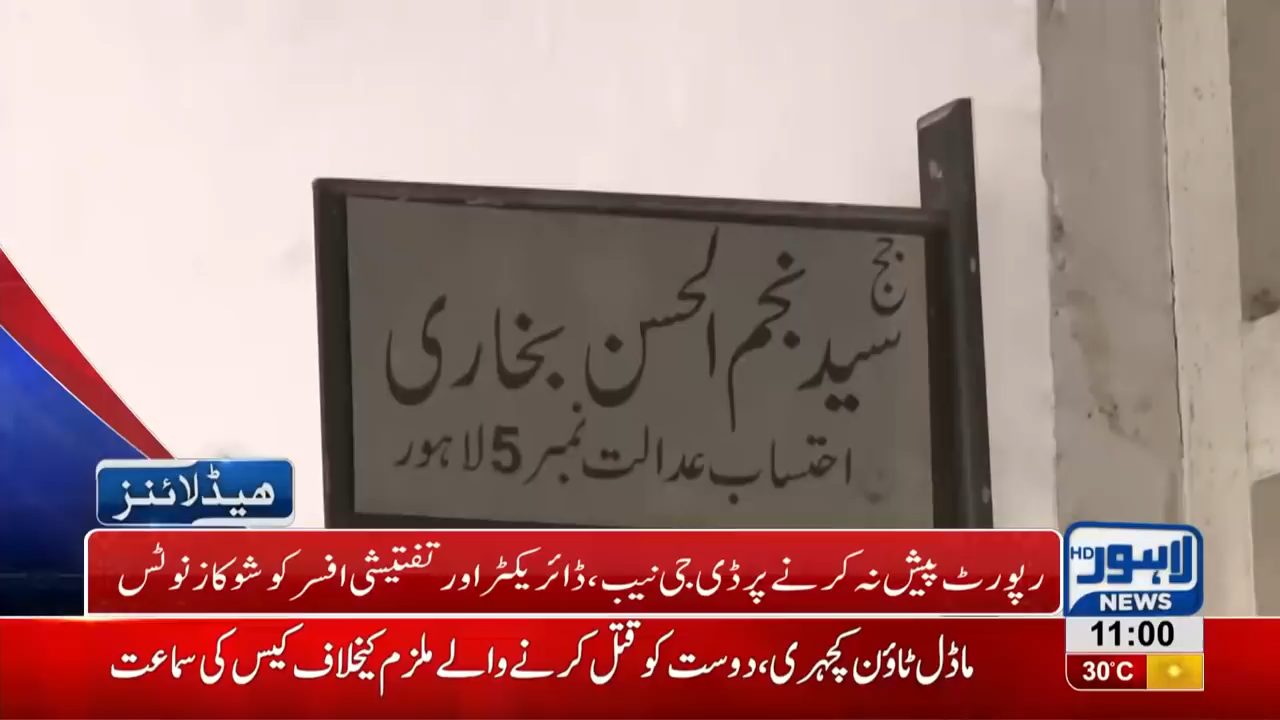 جج
سید نجم الحسن بخاری
احتساب عدالت نمبر 5 لاہور
ہیڈلائنز
رپورٹ پیش نہ کرنے پر ڈی جی نیب، ڈائریکٹر اور تفتیشی افسر کو شوکاز نوٹس
ماڈل ٹاؤن کچہری، دوست کو قتل کرنے والے ملزم کیخلاف کیس کی سماعت
لاہور HD
NEWS
11:00
30°C